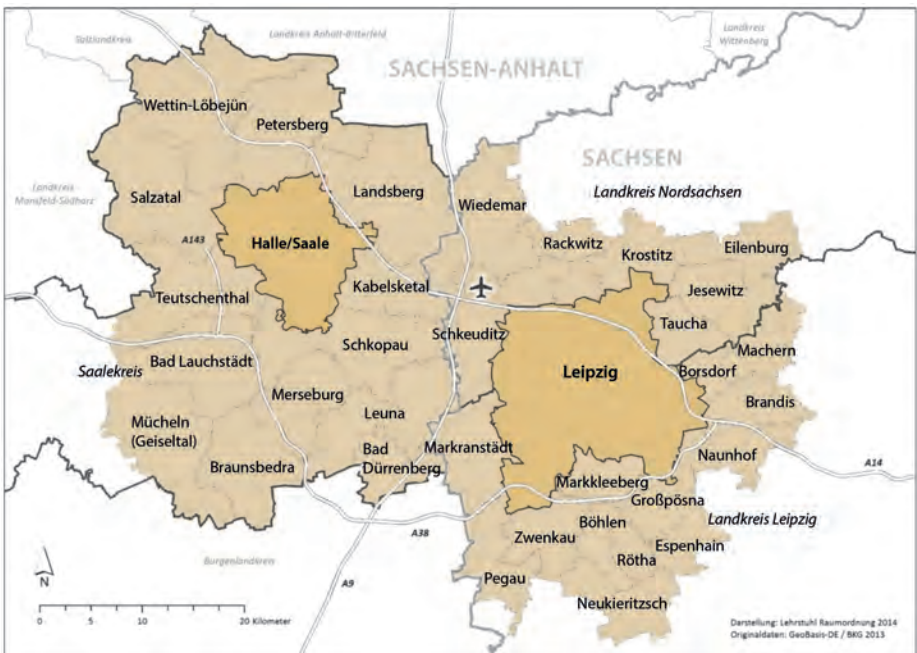 Salzlandkreis
Landkreis Anhalt-Bitterfeld
Landkreis
Wittenberg
SACHSEN-ANHALT
Wettin-Löbejün
Petersberg
SACHSEN
Landkreis
Mansfeld-Südharz
Salzatal
Landsberg
Wiedemar
Landkreis Nordsachsen
A143
Halle/Saale
Rackwitz
Krostitz
Eilenburg
Teutschenthal
Kabelsketal
Jesewitz
Taucha
Schkeuditz
Schkopau
Machern
Bad Lauchstädt
Saalekreis
Leipzig
Borsdorf
Merseburg
Brandis
Leuna
Mücheln
(Geiseltal)
Bad
Dürrenberg
Markranstädt
Naunhof
Braunsbedra
A14
Markkleeberg
Großpösna
Böhlen
Landkreis Leipzig
A38
Zwenkau
Espenhain
Rötha
Burgenlandkreis
A9
Pegau
Neukieritzsch
N
0 5 10 20 Kilometer
Darstellung: Lehrstuhl Raumordnung 2014
Originaldaten: GeoBasis-DE / BKG 2013